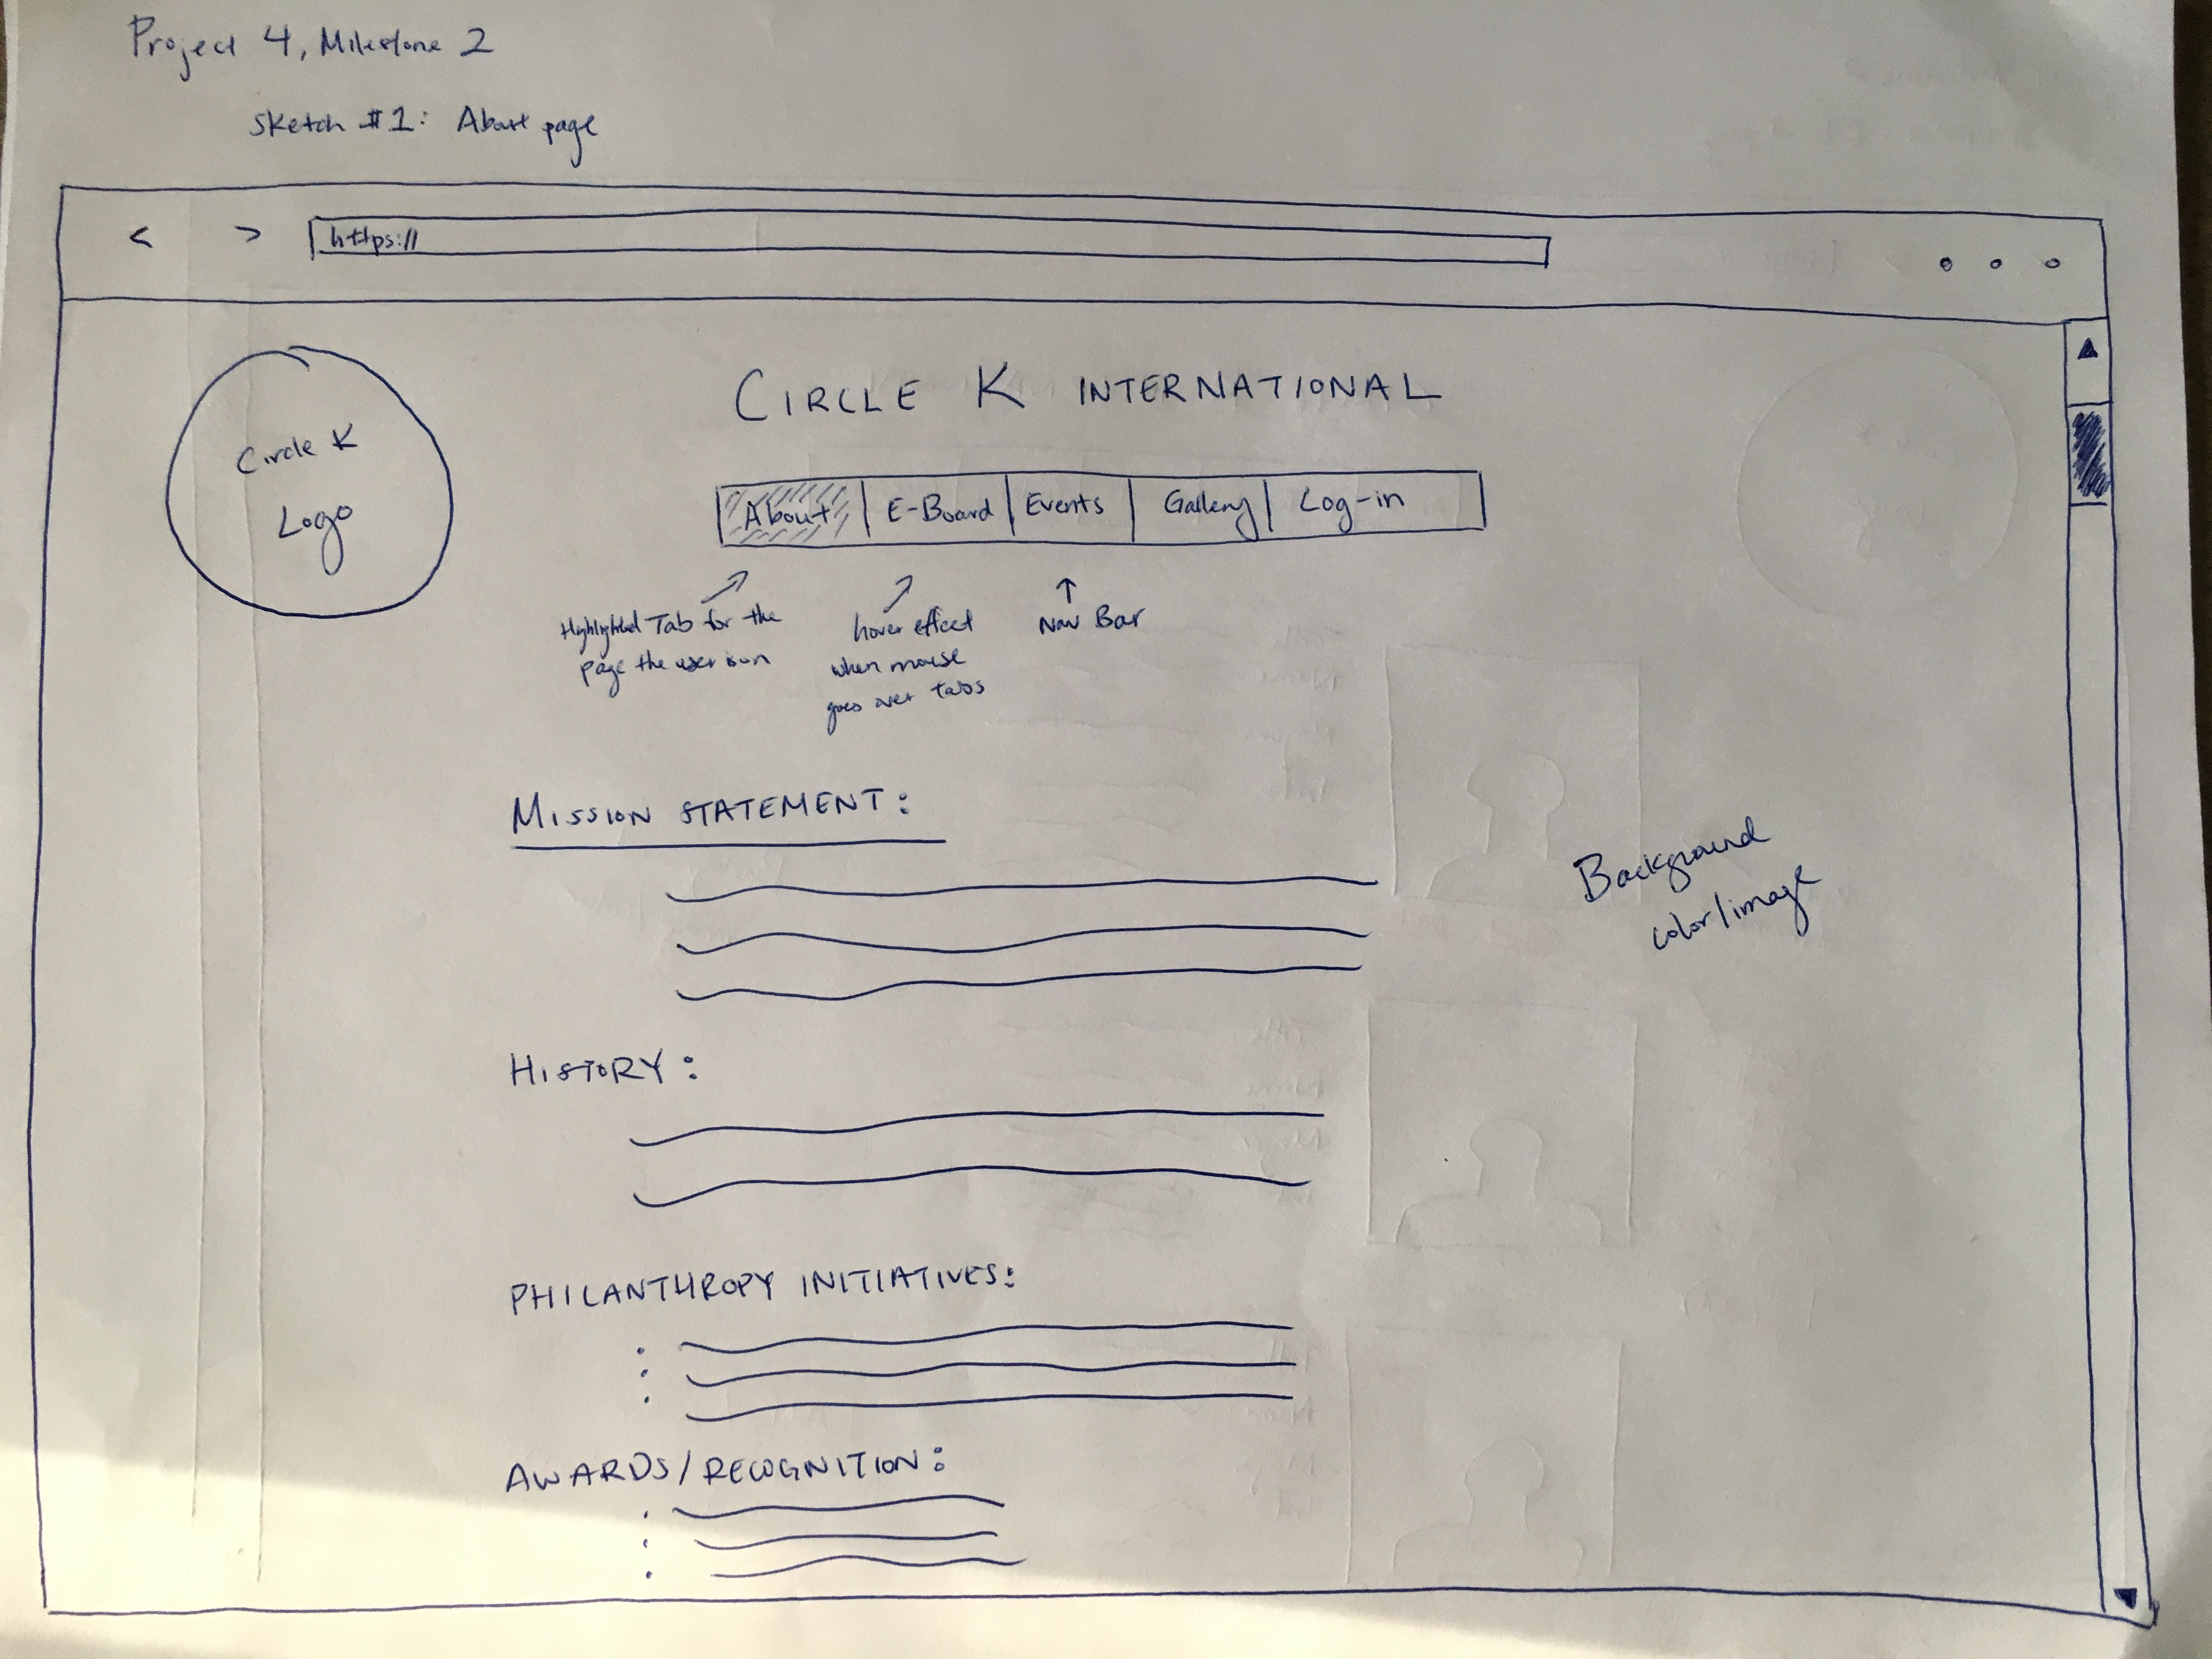 Project 4, Milestone 2
Sketch #1: About page
< >
https://
Circle K
Logo
CIRCLE K INTERNATIONAL
About E-Board Events Gallery Log-in
Highlighted Tab for the
page the user is on
hover effect
when mouse
goes over tabs
Nav Bar
MISSION STATEMENT:
Background
color/image
HISTORY:
PHILANTHROPY INITIATIVES:
AWARDS/RECOGNITION: